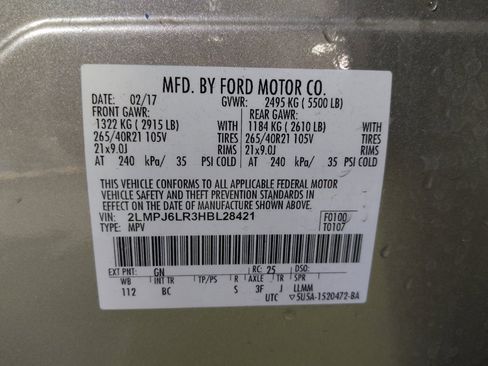 MFD. BY FORD MOTOR CO.
DATE: 02/17 GVWR: 2495 KG ( 5500 LB)
FRONT GAWR: REAR GAWR:
1322 KG ( 2915 LB) WITH 1184 KG ( 2610 LB) WITH
265/40R21 105V TIRES 265/40R21 105V TIRES
21x9.0J RIMS 21x9.0J RIMS
AT 240 kPa/ 35 PSI COLD AT 240 kPa/ 35 PSI COLD
THIS VEHICLE CONFORMS TO ALL APPLICABLE FEDERAL MOTOR
VEHICLE SAFETY AND THEFT PREVENTION STANDARDS
IN EFFECT ON THE DATE OF MANUFACTURE SHOWN ABOVE.
VIN: 2LMPJ6LR3HBL28421 F0100
TYPE: MPV T0107
EXT PNT: GN RC: 25 DSO:
WB INT TR TP/PS R AXLE TR SPR
112 BC S 3F J LLMM
UTC ▽5U5A-1520472-BA